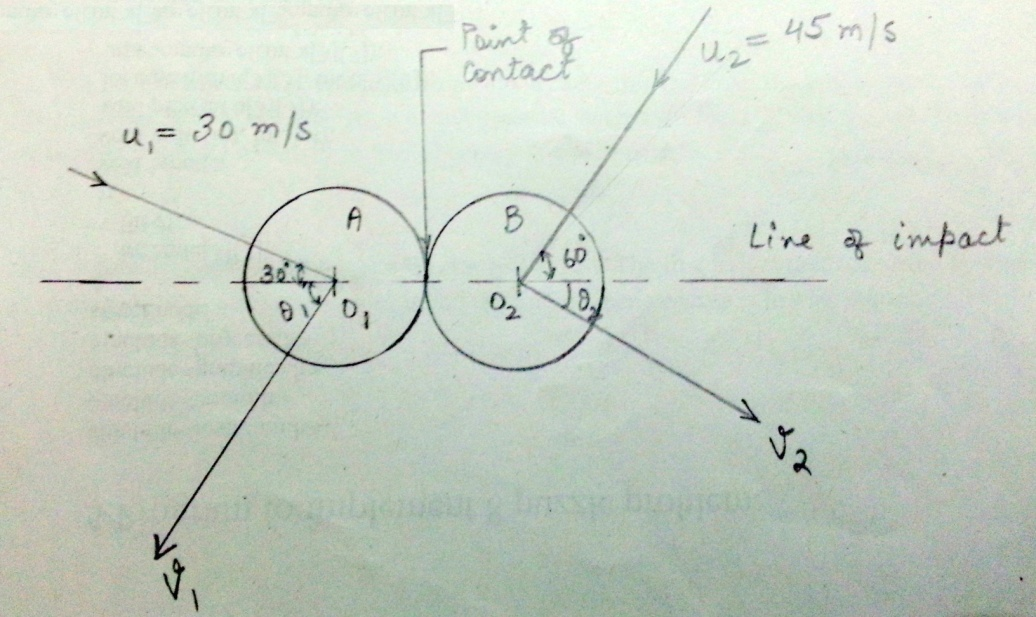 Point of
contact
u₂ = 45 m/s
u₁ = 30 m/s
A
B
Line of impact
30°
60°
θ₁
O₁
O₂
θ₂
v₂
v₁